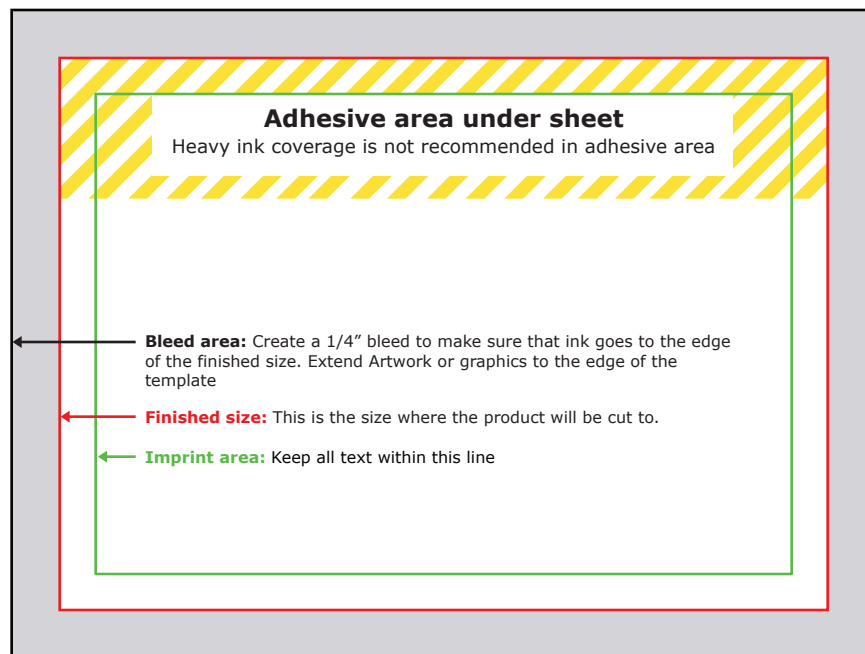 Adhesive area under sheet
Heavy ink coverage is not recommended in adhesive area
Bleed area: Create a 1/4” bleed to make sure that ink goes to the edge
of the finished size. Extend Artwork or graphics to the edge of the
template
Finished size: This is the size where the product will be cut to.
Imprint area: Keep all text within this line